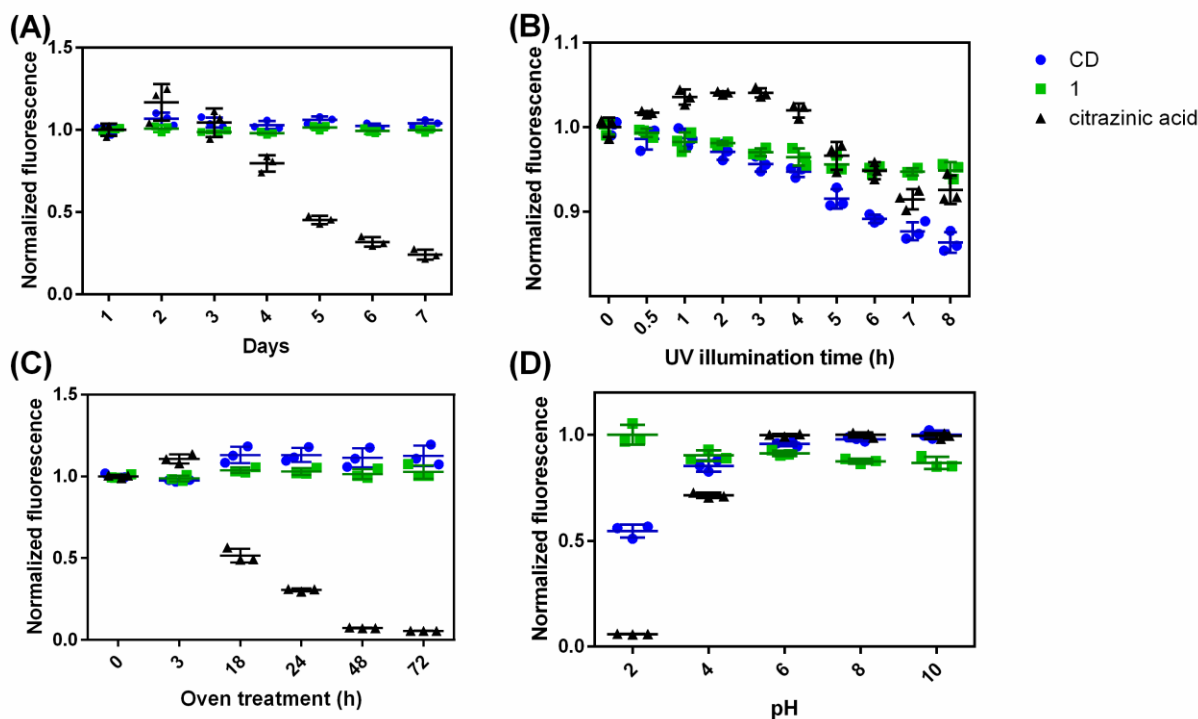 (A)
Normalized fluorescence
1.5
1.0
0.5
0.0
1 2 3 4 5 6 7
Days
(B)
Normalized fluorescence
1.1
1.0
0.9
0 0.5 1 2 3 4 5 6 7 8
UV illumination time (h)
CD
1
citrazinic acid
(C)
Normalized fluorescence
1.5
1.0
0.5
0.0
0 3 18 24 48 72
Oven treatment (h)
(D)
Normalized fluorescence
1.0
0.5
0.0
2 4 6 8 10
pH